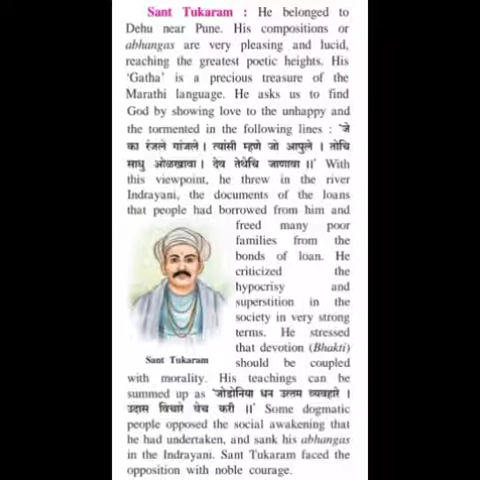 Sant Tukaram : He belonged to
Dehu near Pune. His compositions or
abhangas are very pleasing and lucid,
reaching the greatest poetic heights. His
'Gatha' is a precious treasure of the
Marathi language. He asks us to find
God by showing love to the unhappy and
the tormented in the following lines : 'जे
का रंजले गांजले । त्यांसी म्हणे जो आपुले । तोचि
साधु ओळखावा । देव तेथेचि जाणावा ।।' With
this viewpoint, he threw in the river
Indrayani, the documents of the loans
that people had borrowed from him and
freed many poor
families from the
bonds of loan. He
criticized the
hypocrisy and
superstition in the
society in very strong
terms. He stressed
that devotion (Bhakti)
should be coupled
Sant Tukaram
with morality. His teachings can be
summed up as 'जोडोनिया धन उत्तम व्यवहारे ।
उदास विचारे वेच करी ।।' Some dogmatic
people opposed the social awakening that
he had undertaken, and sank his abhangas
in the Indrayani. Sant Tukaram faced the
opposition with noble courage.